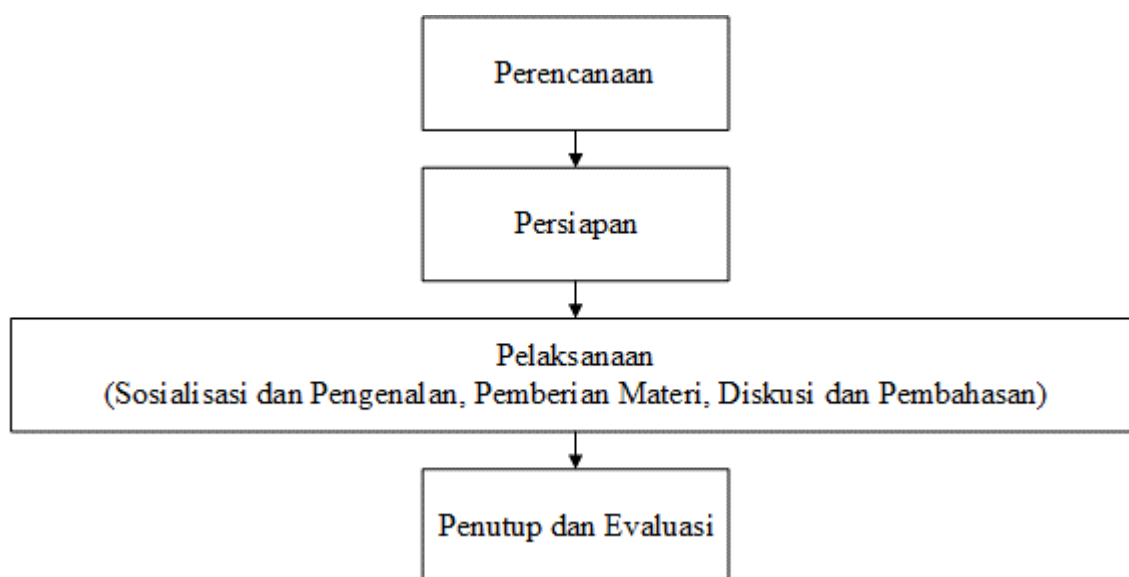 Perencanaan
Persiapan
Pelaksanaan
(Sosialisasi dan Pengenalan, Pemberian Materi, Diskusi dan Pembahasan)
Penutup dan Evaluasi